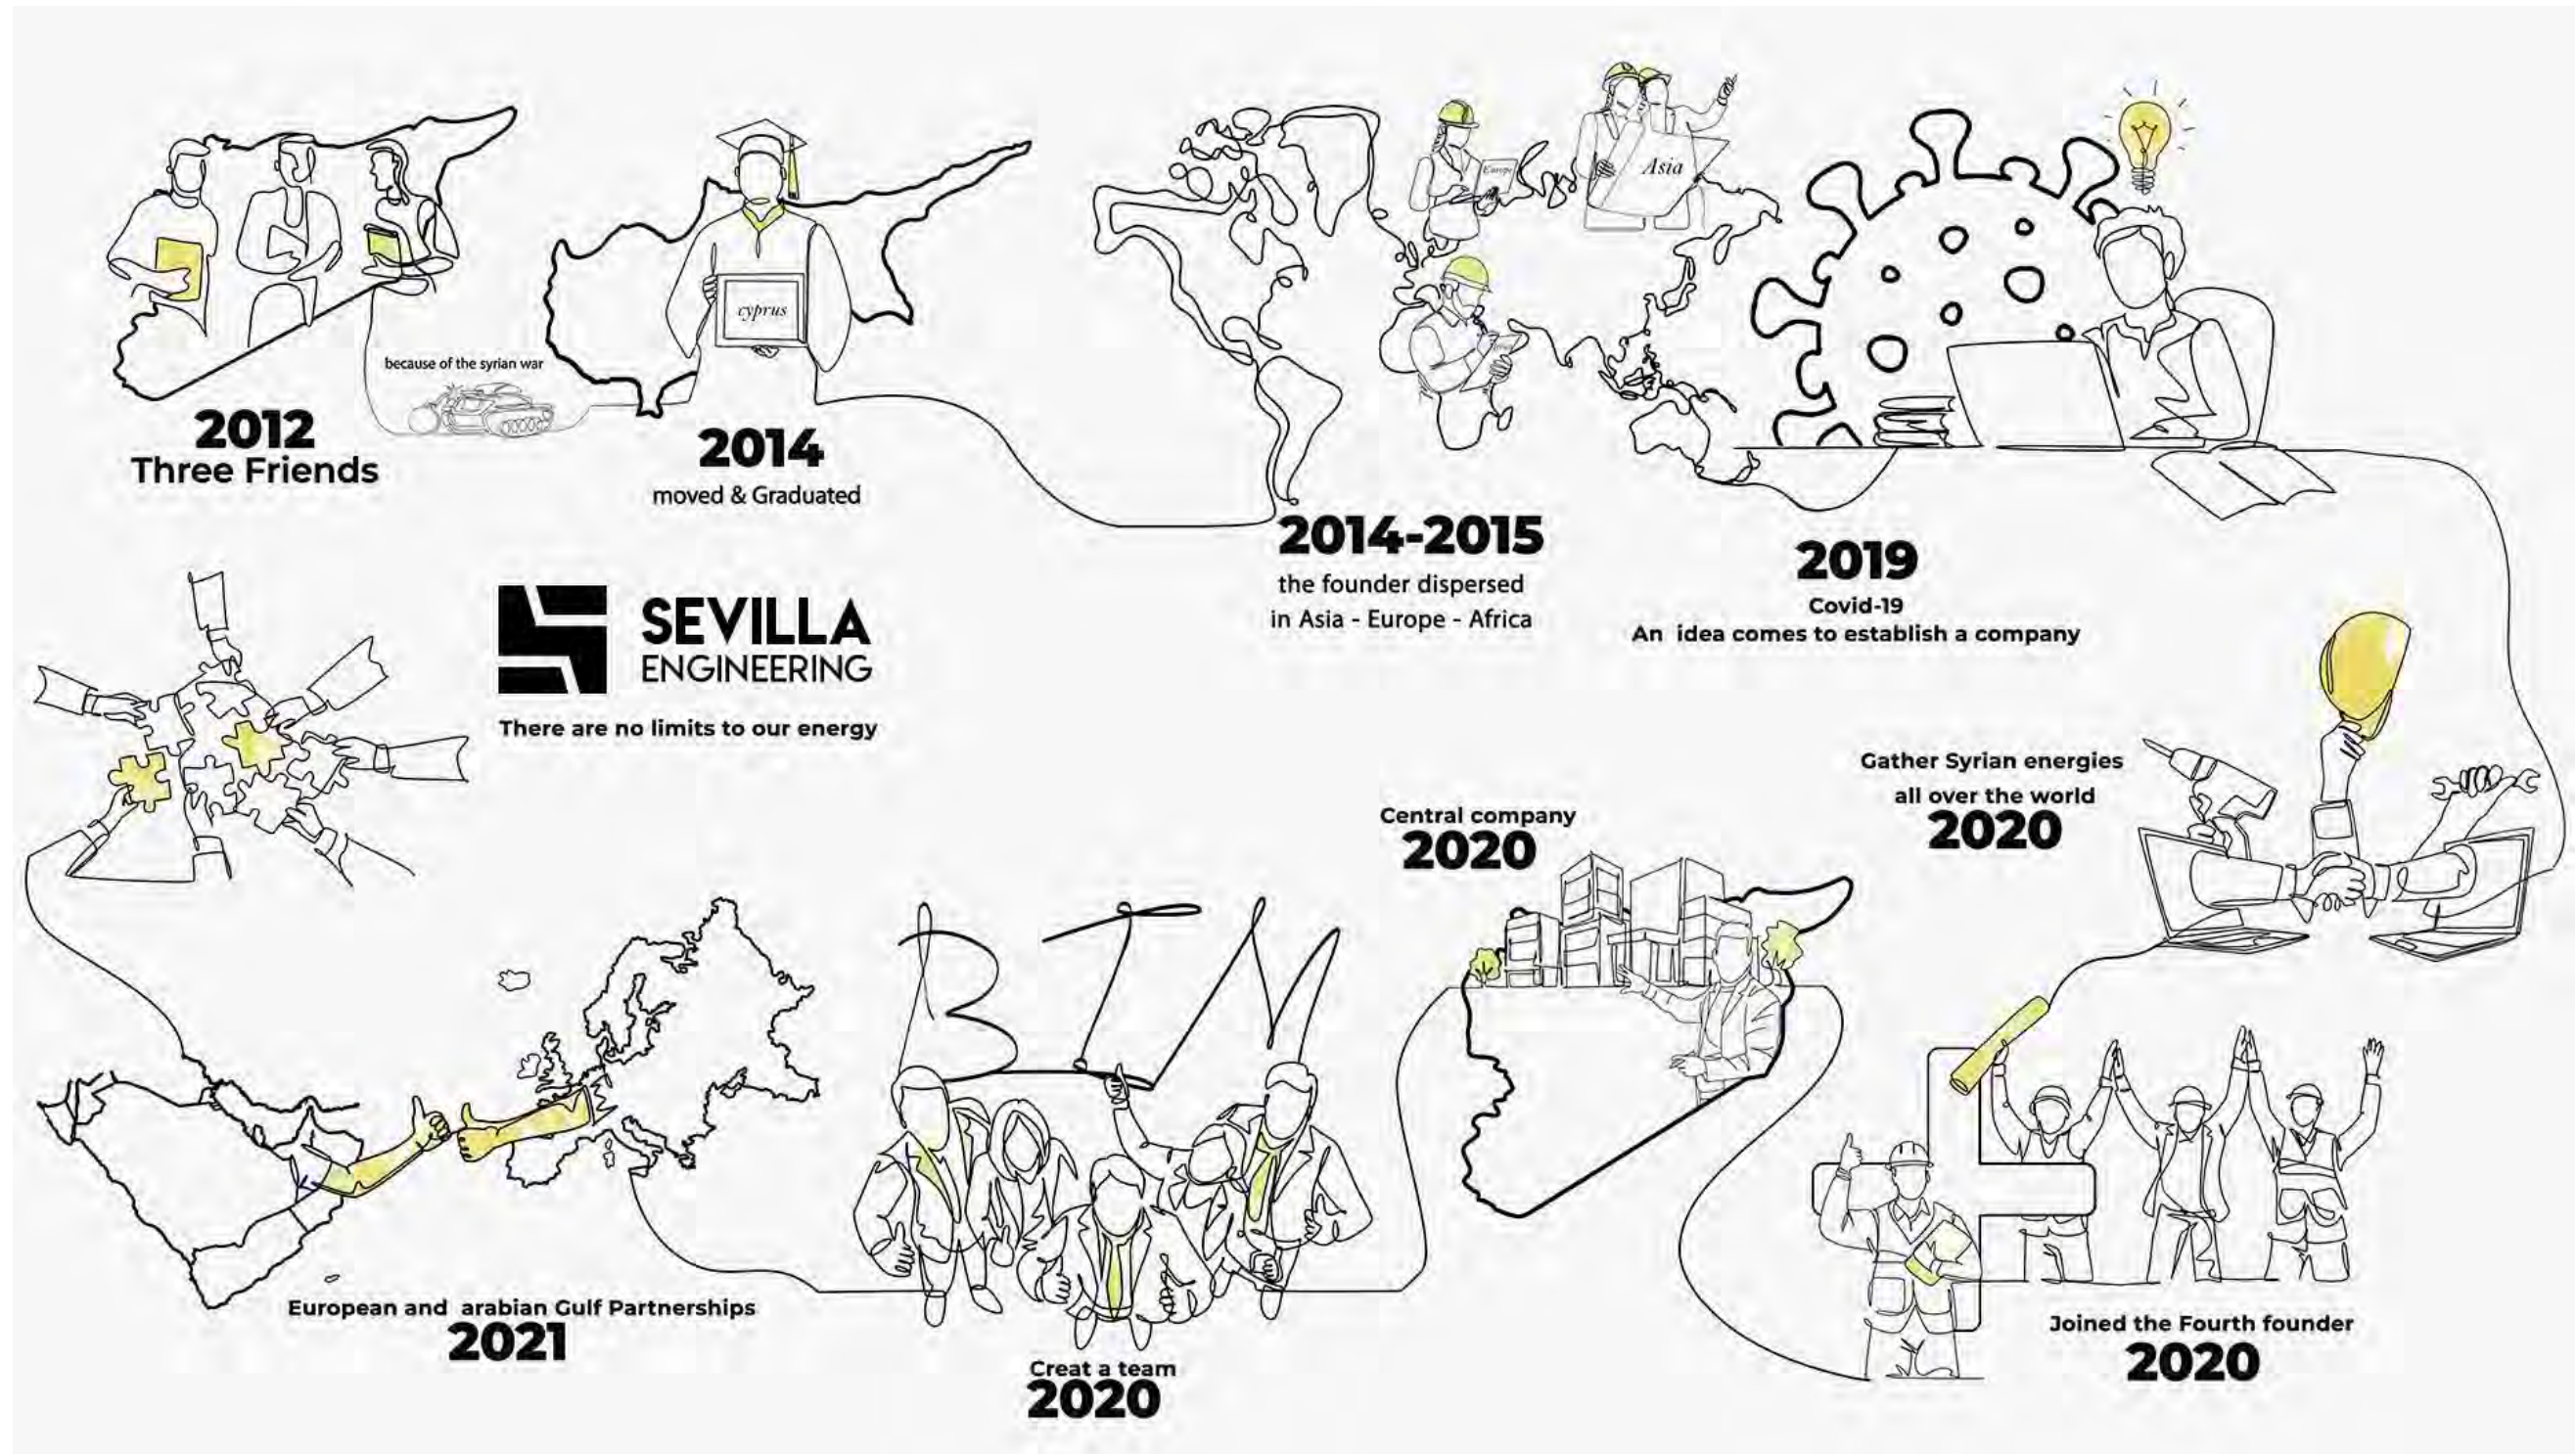 because of the syrian war
2012
Three Friends
cyprus
2014
moved & Graduated
Europe
Asia
2014-2015
the founder dispersed
in Asia - Europe - Africa
2019
Covid-19
An idea comes to establish a company
SEVILLA
ENGINEERING
There are no limits to our energy
Gather Syrian energies
all over the world
2020
Joined the Fourth founder
2020
Central company
2020
BIM
Creat a team
2020
European and arabian Gulf Partnerships
2021